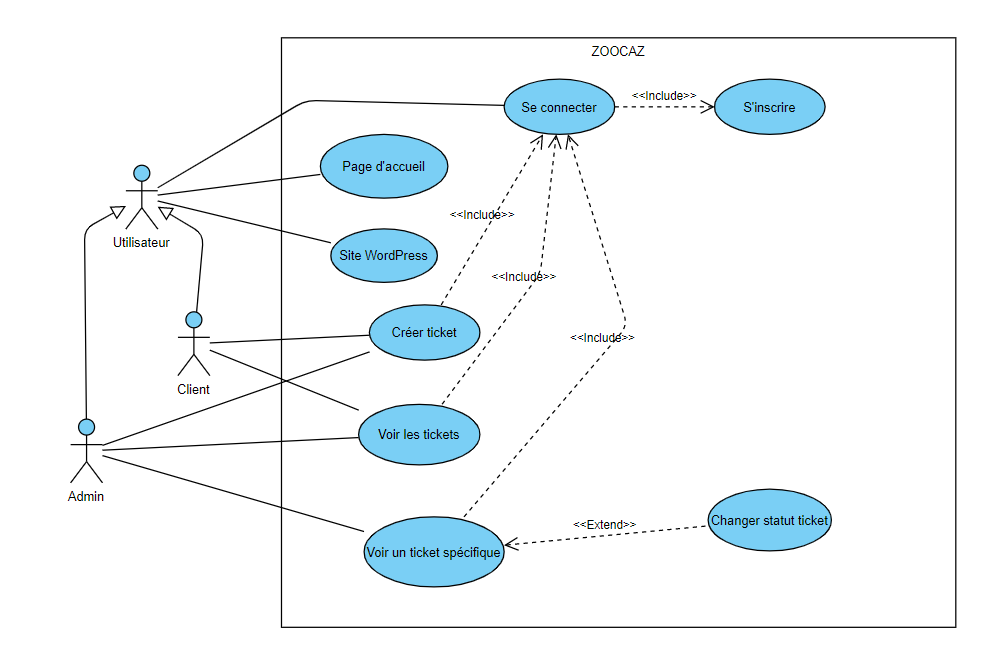 ZOOCAZ
Se connecter
<<Include>>
S'inscrire
Page d'accueil
Utilisateur
<<Include>>
Site WordPress
<<Include>>
Créer ticket
<<Include>>
Client
Voir les tickets
Admin
Changer statut ticket
<<Extend>>
Voir un ticket spécifique